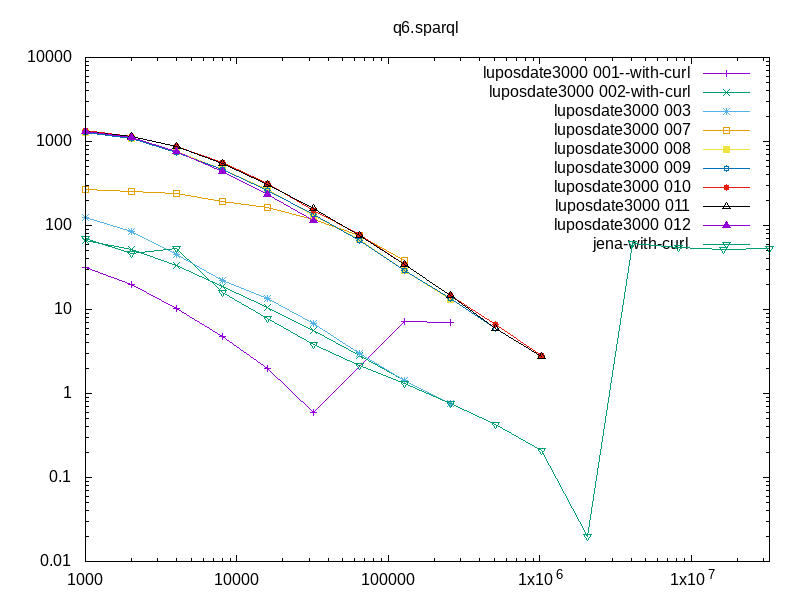 q6.sparql
10000
1000
100
10
1
0.1
0.01
luposdate3000 001--with-curl
luposdate3000 002-with-curl
luposdate3000 003
luposdate3000 007
luposdate3000 008
luposdate3000 009
luposdate3000 010
luposdate3000 011
luposdate3000 012
jena-with-curl
1000 10000 100000 1x10^6 1x10^7